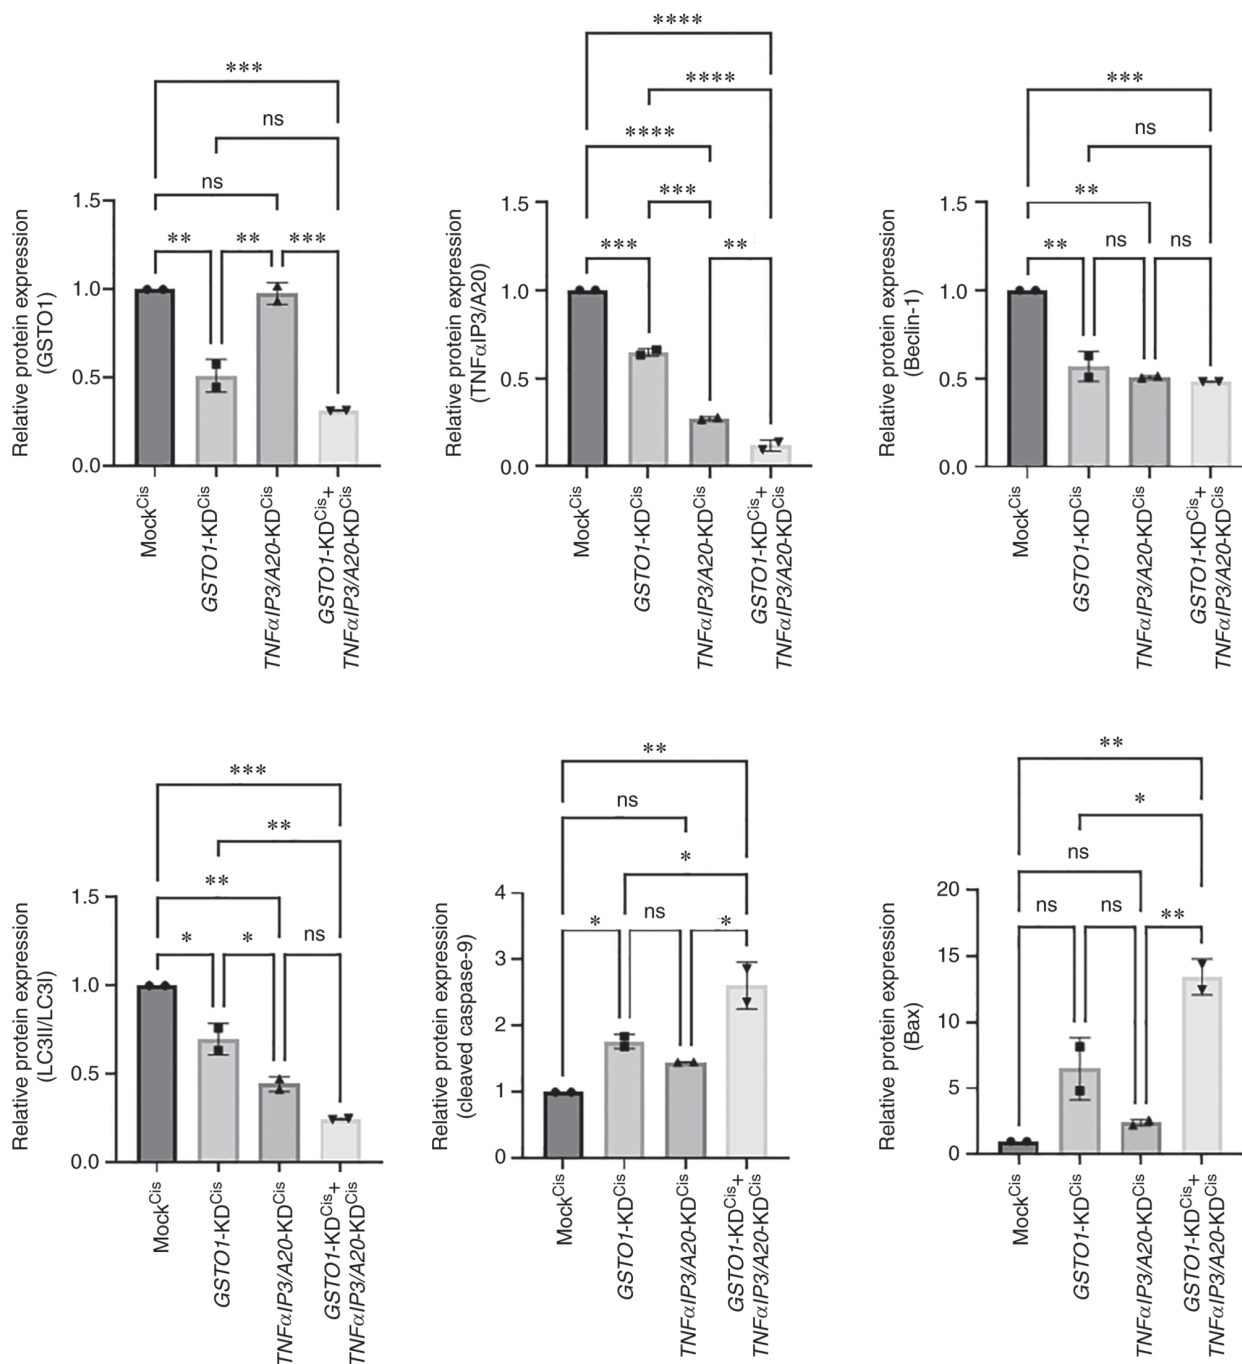 ***
ns
ns
**
**
***
Relative protein expression
(GSTO1)
1.5
1.0
0.5
0.0
MockCis
GSTO1-KDCis
TNFαIP3/A20-KDCis
GSTO1-KDCis+
TNFαIP3/A20-KDCis
****
****
****
***
***
**
Relative protein expression
(TNFαIP3/A20)
1.5
1.0
0.5
0.0
MockCis
GSTO1-KDCis
TNFαIP3/A20-KDCis
GSTO1-KDCis+
TNFαIP3/A20-KDCis
***
ns
**
**
ns
ns
Relative protein expression
(Beclin-1)
1.5
1.0
0.5
0.0
MockCis
GSTO1-KDCis
TNFαIP3/A20-KDCis
GSTO1-KDCis+
TNFαIP3/A20-KDCis
***
**
**
*
*
ns
Relative protein expression
(LC3II/LC3I)
1.5
1.0
0.5
0.0
MockCis
GSTO1-KDCis
TNFαIP3/A20-KDCis
GSTO1-KDCis+
TNFαIP3/A20-KDCis
**
ns
*
*
ns
*
Relative protein expression
(cleaved caspase-9)
4
3
2
1
0
MockCis
GSTO1-KDCis
TNFαIP3/A20-KDCis
GSTO1-KDCis+
TNFαIP3/A20-KDCis
**
*
ns
ns
ns
**
Relative protein expression
(Bax)
20
15
10
5
0
MockCis
GSTO1-KDCis
TNFαIP3/A20-KDCis
GSTO1-KDCis+
TNFαIP3/A20-KDCis